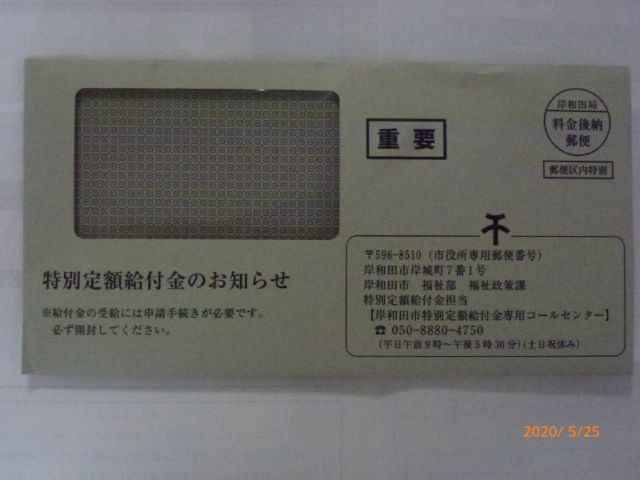 重要
岸和田局
料金後納
郵便
郵便区内特別
特別定額給付金のお知らせ
※給付金の受給には申請手続きが必要です。
必ず開封してください。
〒596-8510（市役所専用郵便番号）
岸和田市岸城町7番1号
岸和田市　福祉部　福祉政策課
特別定額給付金担当
【岸和田市特別定額給付金専用コールセンター】
☎ 050-8880-4750
（平日午前9時～午後5時30分）（土日祝休み）
2020/ 5/25